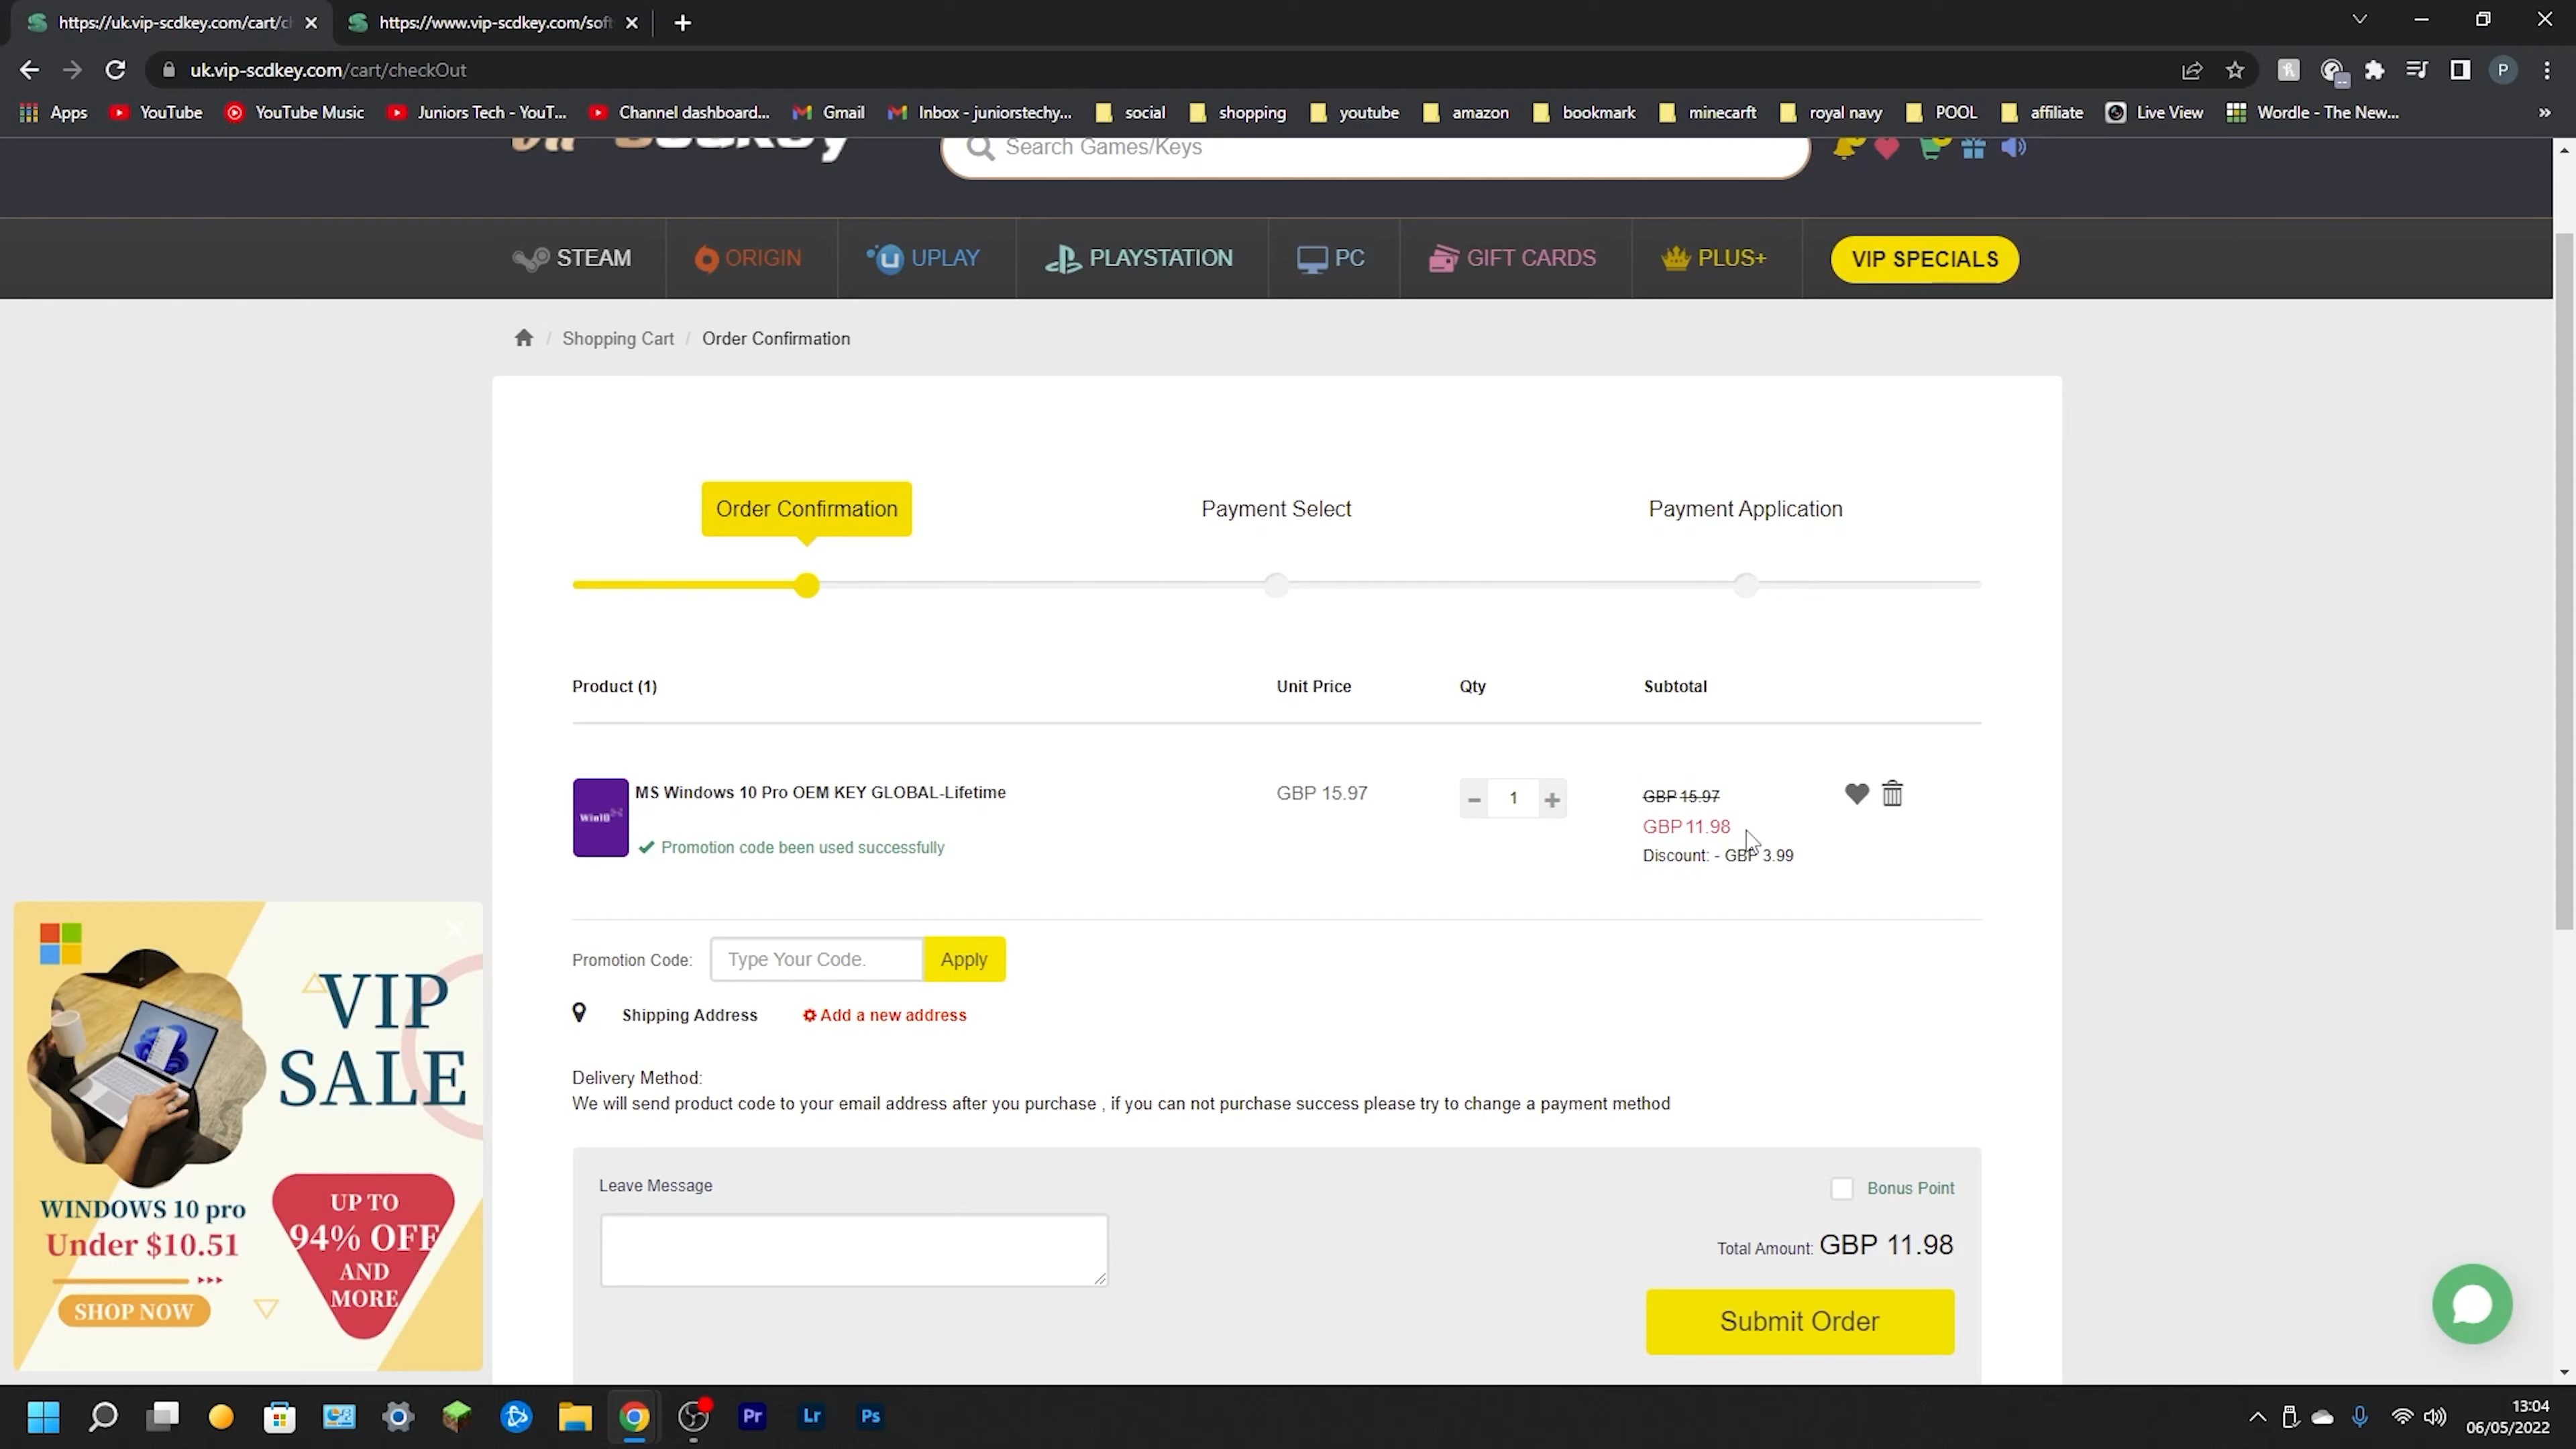 https://uk.vip-scdkey.com/cart/c
https://www.vip-scdkey.com/soft
uk.vip-scdkey.com/cart/checkOut
P
Apps YouTube YouTube Music Juniors Tech - YouT... Channel dashboard... Gmail Inbox - juniorstechy... social shopping youtube amazon bookmark minecarft royal navy POOL affiliate Live View Wordle - The New... »
Search Games/Keys
STEAM ORIGIN UPLAY PLAYSTATION PC GIFT CARDS PLUS+ VIP SPECIALS
/ Shopping Cart / Order Confirmation
Order Confirmation Payment Select Payment Application
Product (1) Unit Price Qty Subtotal
Win10
MS Windows 10 Pro OEM KEY GLOBAL-Lifetime GBP 15.97 - 1 + GBP 15.97
GBP 11.98
Promotion code been used successfully
Discount: - GBP 3.99
Promotion Code: Type Your Code. Apply
Shipping Address Add a new address
Delivery Method:
We will send product code to your email address after you purchase , if you can not purchase success please try to change a payment method
Leave Message
Bonus Point
Total Amount: GBP 11.98
Submit Order
VIP
SALE
WINDOWS 10 pro
Under $10.51
SHOP NOW
UP TO
94% OFF
AND
MORE
Pr Lr Ps
13:04
06/05/2022